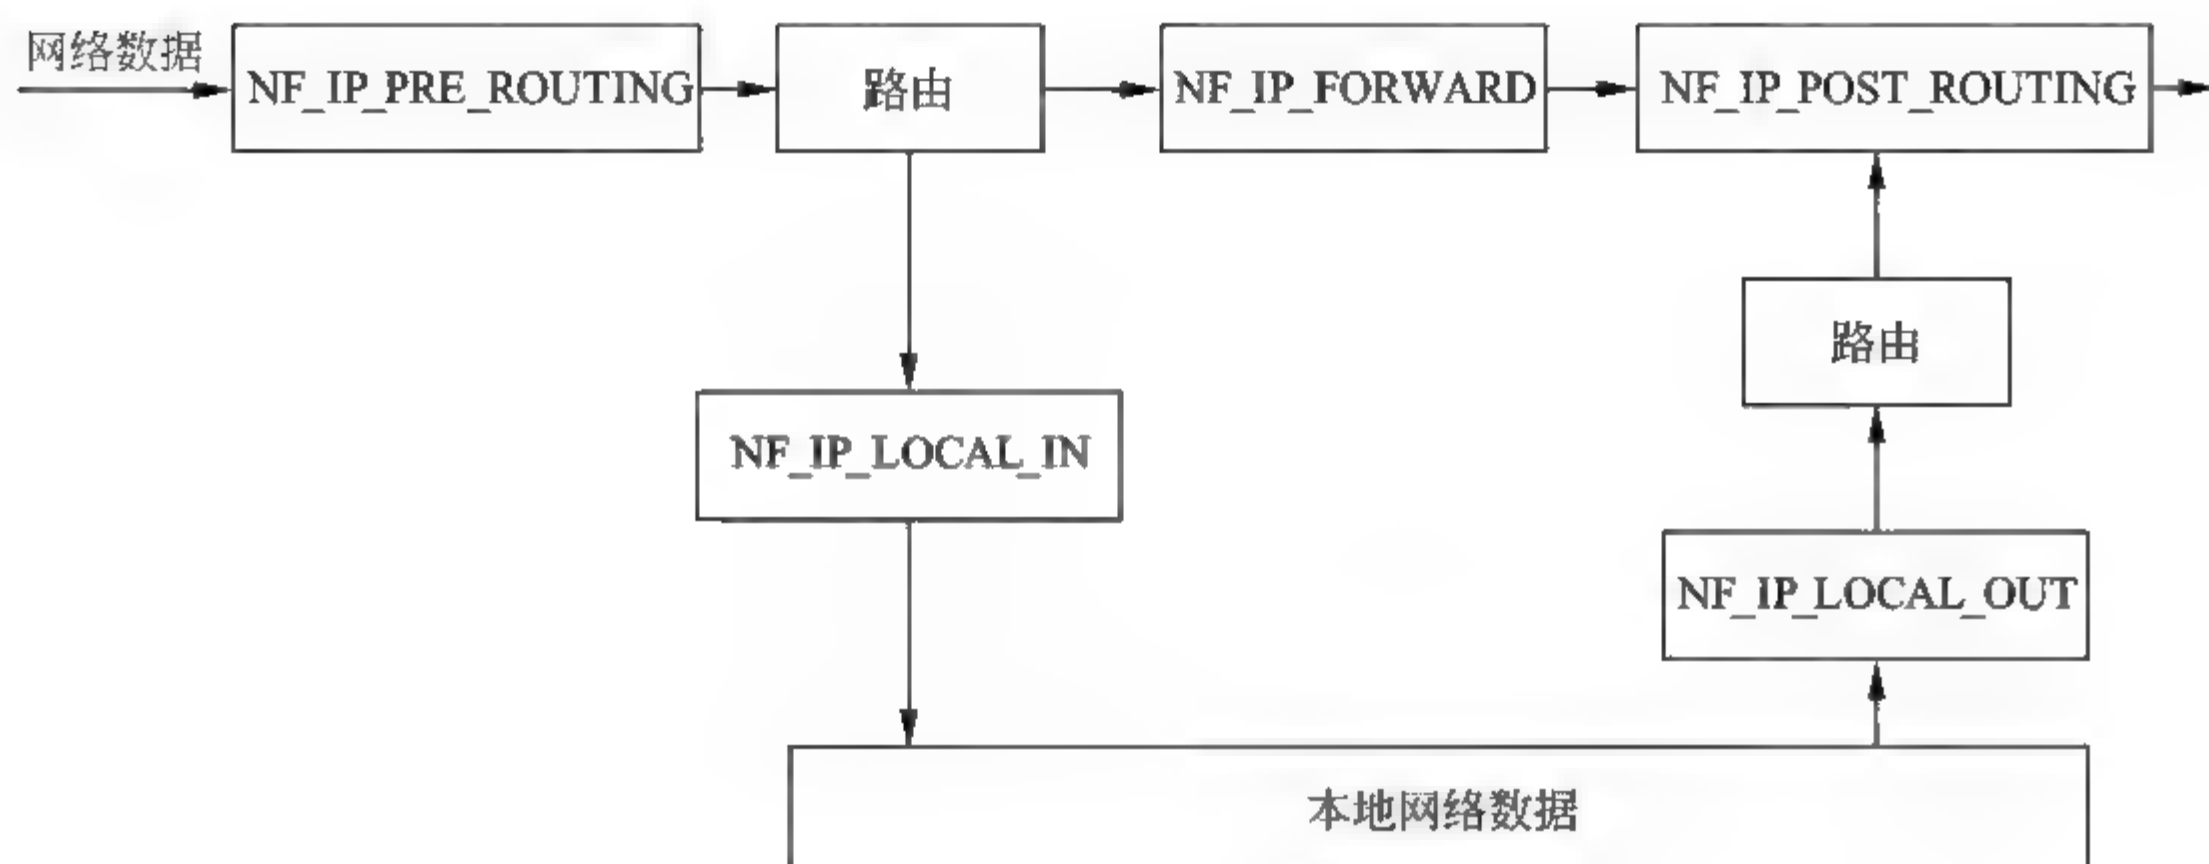 网络数据
NF_IP_PRE_ROUTING
路由
NF_IP_FORWARD
NF_IP_POST_ROUTING
路由
NF_IP_LOCAL_IN
NF_IP_LOCAL_OUT
本地网络数据